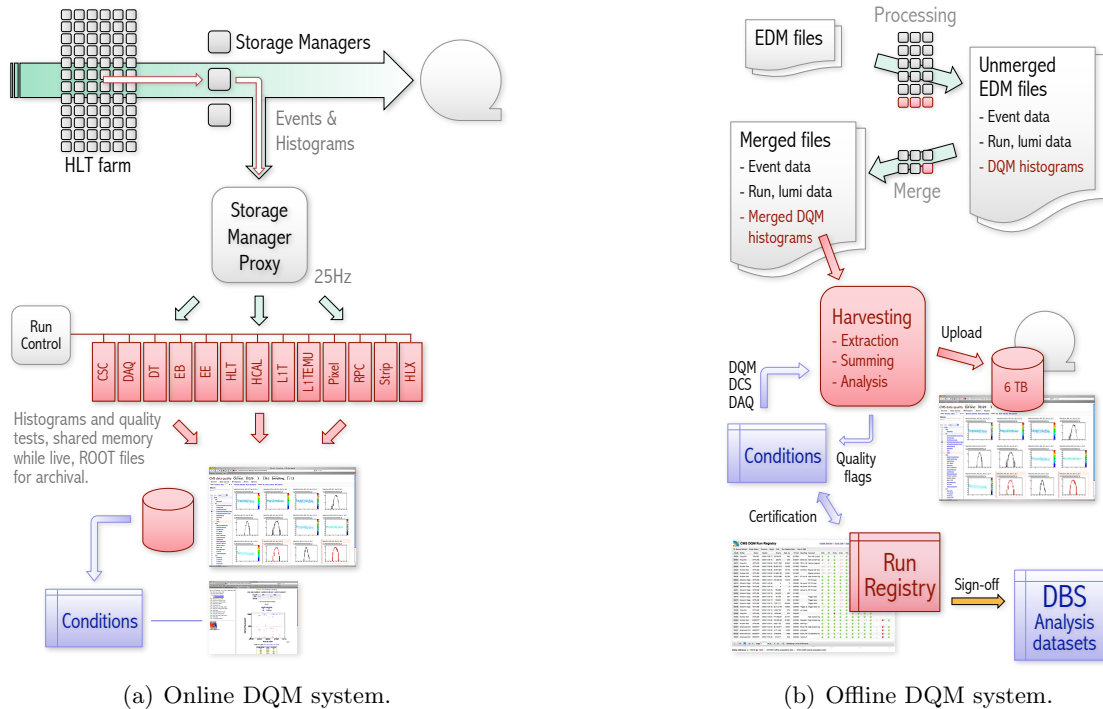 Storage Managers
Events &
Histograms
HLT farm
Storage
Manager
Proxy
25Hz
Run
Control
CSC
DAQ
DT
EB
EE
HLT
HCAL
L1T
L1TEMU
Pixel
RPC
Strip
HLX
Histograms and quality
tests, shared memory
while live, ROOT files
for archival.
Conditions
(a) Online DQM system.
EDM files
Processing
Unmerged
EDM files
- Event data
- Run, lumi data
- DQM histograms
Merged files
- Event data
- Run, lumi data
- Merged DQM
histograms
Merge
Harvesting
- Extraction
- Summing
- Analysis
Upload
6 TB
DQM
DCS
DAQ
Conditions
Quality
flags
Certification
CMS DQM Run Registry
Run
Registry
Sign-off
DBS
Analysis
datasets
(b) Offline DQM system.